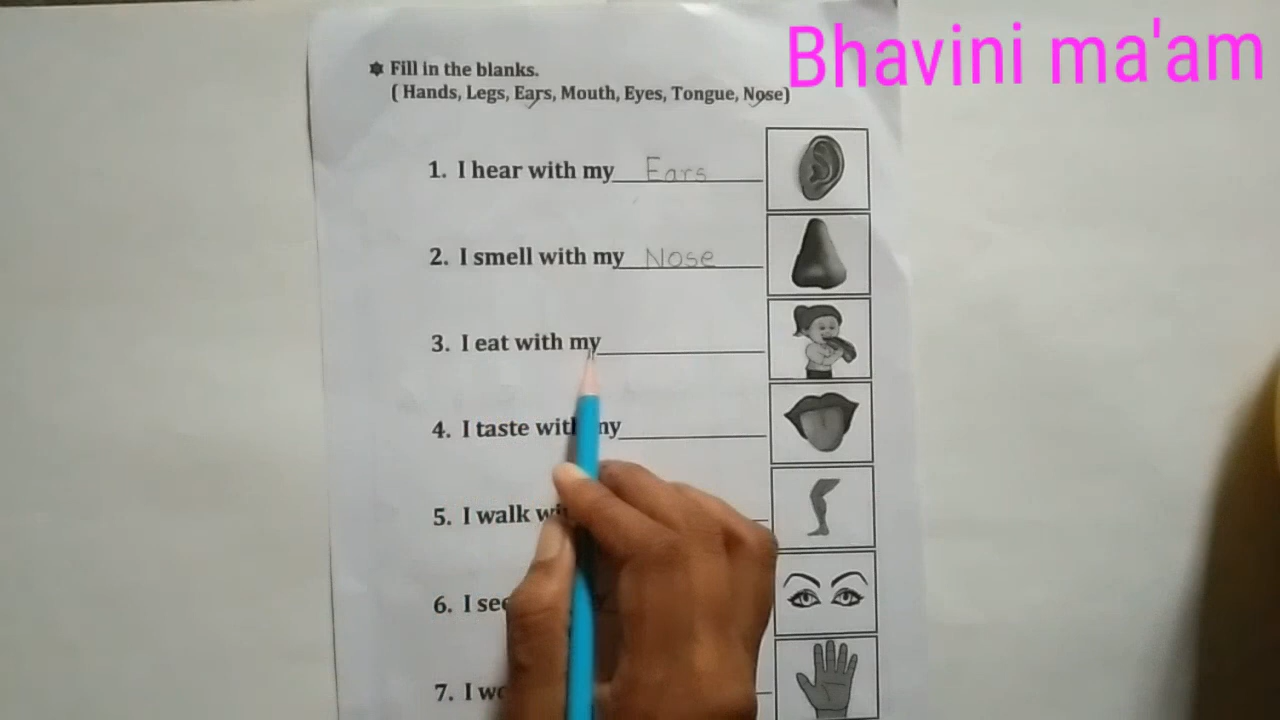 Bhavini ma'am
✡ Fill in the blanks.
( Hands, Legs, Ears, Mouth, Eyes, Tongue, Nose)
1. I hear with my Ears
2. I smell with my Nose
3. I eat with my
4. I taste with my
5. I walk
6. I see
7. I